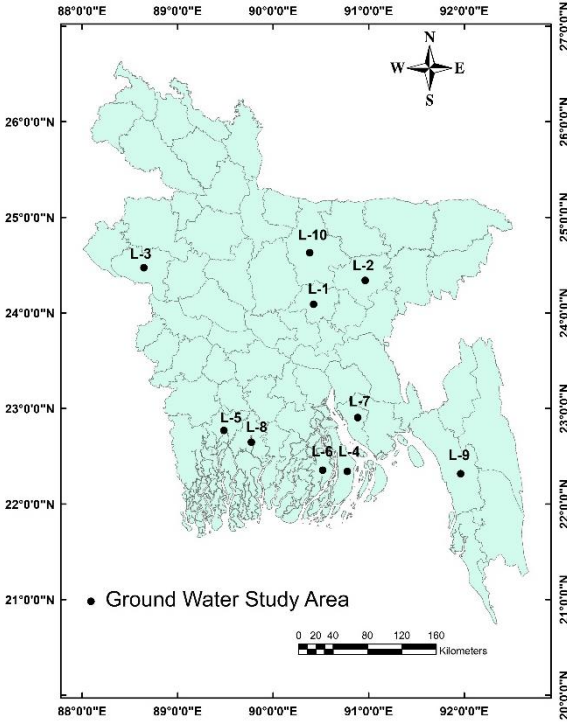 88°0'0"E 89°0'0"E 90°0'0"E 91°0'0"E 92°0'0"E
27°0'0"N
N
W E
S
26°0'0"N 26°0'0"N
25°0'0"N 25°0'0"N
L-10
L-3 L-2
L-1
24°0'0"N 24°0'0"N
23°0'0"N 23°0'0"N
L-7
L-5
L-8
L-6 L-4 L-9
22°0'0"N 22°0'0"N
21°0'0"N 21°0'0"N
Ground Water Study Area
0 20 40 80 120 160
Kilometers
20°0'0"N
88°0'0"E 89°0'0"E 90°0'0"E 91°0'0"E 92°0'0"E